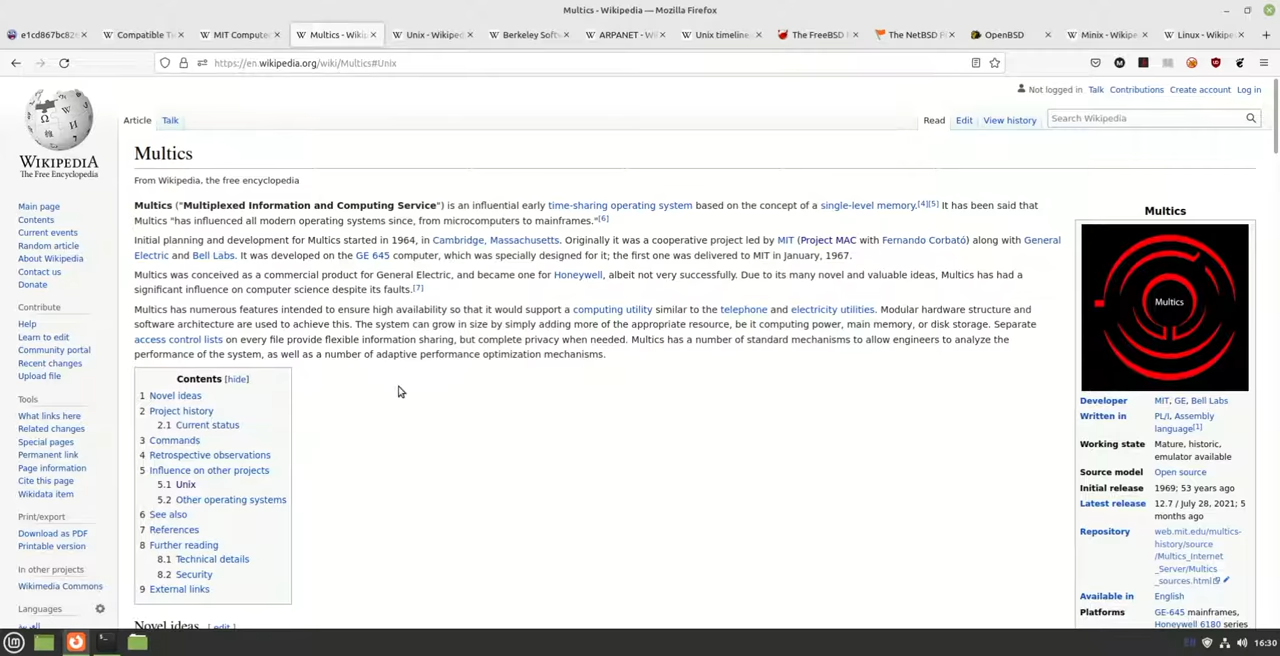 Multics - Wikipedia — Mozilla Firefox
e1cd867bc82
Compatible Ti
MIT Compute
Multics - Wiki
Unix - Wikiped
Berkeley Soft
ARPANET - Wi
Unix timeline
The FreeBSD
The NetBSD P
OpenBSD
Minix - Wikipe
Linux - Wikipe
https://en.wikipedia.org/wiki/Multics#Unix
Not logged in Talk Contributions Create account Log in
Article Talk
Read Edit View history
Search Wikipedia
WIKIPEDIA
The Free Encyclopedia
Main page
Contents
Current events
Random article
About Wikipedia
Contact us
Donate
Contribute
Help
Learn to edit
Community portal
Recent changes
Upload file
Tools
What links here
Related changes
Special pages
Permanent link
Page information
Cite this page
Wikidata item
Print/export
Download as PDF
Printable version
In other projects
Wikimedia Commons
Languages
العربية
Multics
From Wikipedia, the free encyclopedia
Multics ("Multiplexed Information and Computing Service") is an influential early time-sharing operating system based on the concept of a single-level memory.[4][5] It has been said that
Multics "has influenced all modern operating systems since, from microcomputers to mainframes."[6]
Initial planning and development for Multics started in 1964, in Cambridge, Massachusetts. Originally it was a cooperative project led by MIT (Project MAC with Fernando Corbató) along with General
Electric and Bell Labs. It was developed on the GE 645 computer, which was specially designed for it; the first one was delivered to MIT in January, 1967.
Multics was conceived as a commercial product for General Electric, and became one for Honeywell, albeit not very successfully. Due to its many novel and valuable ideas, Multics has had a
significant influence on computer science despite its faults.[7]
Multics has numerous features intended to ensure high availability so that it would support a computing utility similar to the telephone and electricity utilities. Modular hardware structure and
software architecture are used to achieve this. The system can grow in size by simply adding more of the appropriate resource, be it computing power, main memory, or disk storage. Separate
access control lists on every file provide flexible information sharing, but complete privacy when needed. Multics has a number of standard mechanisms to allow engineers to analyze the
performance of the system, as well as a number of adaptive performance optimization mechanisms.
Contents [hide]
1 Novel ideas
2 Project history
2.1 Current status
3 Commands
4 Retrospective observations
5 Influence on other projects
5.1 Unix
5.2 Other operating systems
6 See also
7 References
8 Further reading
8.1 Technical details
8.2 Security
9 External links
Novel ideas [ edit ]
Multics
Multics
Developer MIT, GE, Bell Labs
Written in PL/I, Assembly
language[1]
Working state Mature, historic,
emulator available
Source model Open source
Initial release 1969; 53 years ago
Latest release 12.7 / July 28, 2021; 5
months ago
Repository web.mit.edu/multics-
history/source
/Multics_Internet
_Server/Multics
_sources.html
Available in English
Platforms GE-645 mainframes,
Honeywell 6180 series
16:30